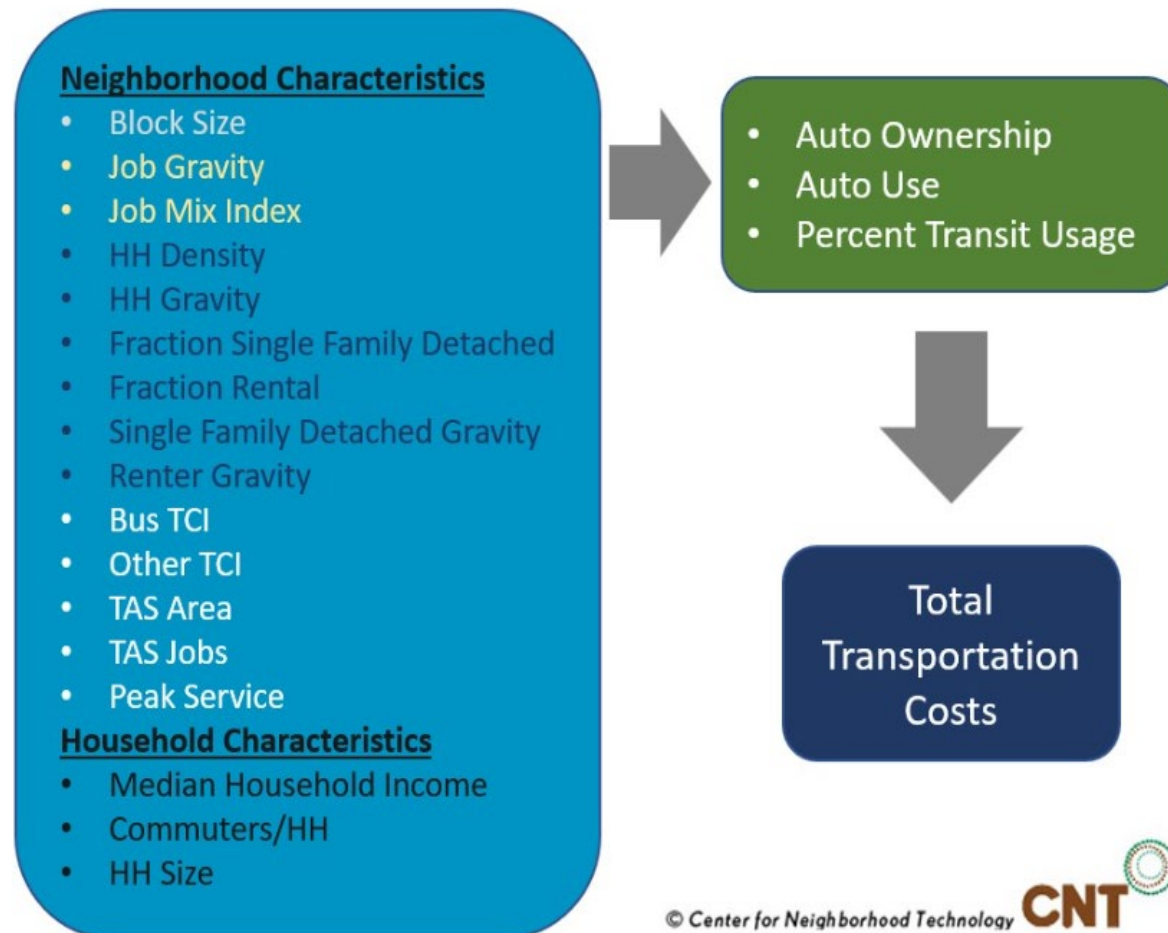 Neighborhood Characteristics
• Block Size
• Job Gravity
• Job Mix Index
• HH Density
• HH Gravity
• Fraction Single Family Detached
• Fraction Rental
• Single Family Detached Gravity
• Renter Gravity
• Bus TCI
• Other TCI
• TAS Area
• TAS Jobs
• Peak Service
Household Characteristics
• Median Household Income
• Commuters/HH
• HH Size
• Auto Ownership
• Auto Use
• Percent Transit Usage
Total
Transportation
Costs
© Center for Neighborhood Technology CNT